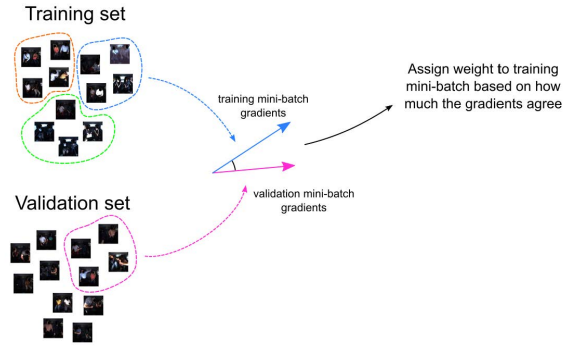 Training set
training mini-batch
gradients
Assign weight to training
mini-batch based on how
much the gradients agree
validation mini-batch
gradients
Validation set